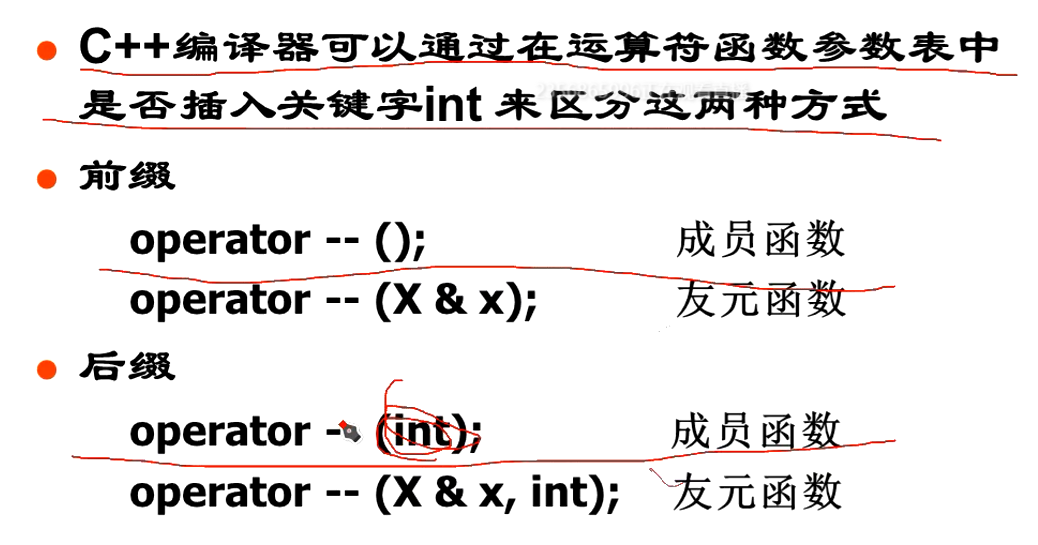 C++编译器可以通过在运算符函数参数表中
是否插入关键字int 来区分这两种方式
前缀
operator -- (); 成员函数
operator -- (X & x); 友元函数
后缀
operator -- (int); 成员函数
operator -- (X & x, int); 友元函数